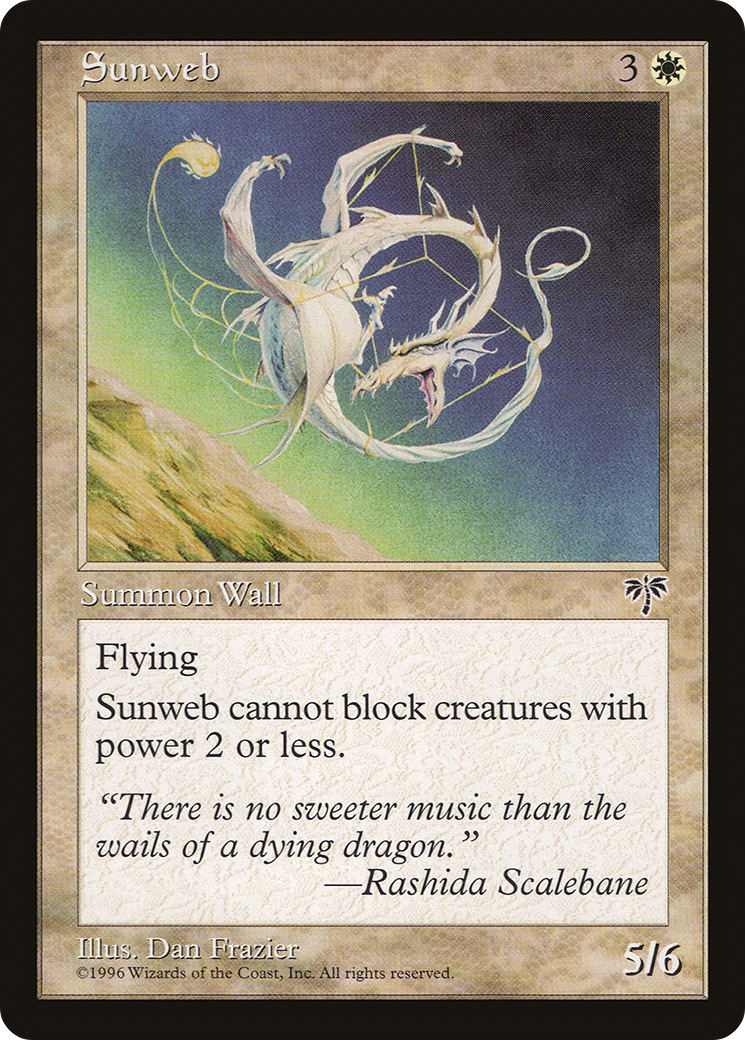 Sunweb
3
Summon Wall
Flying
Sunweb cannot block creatures with
power 2 or less.
“There is no sweeter music than the
wails of a dying dragon.”
—Rashida Scalebane
Illus. Dan Frazier
©1996 Wizards of the Coast, Inc. All rights reserved.
5/6